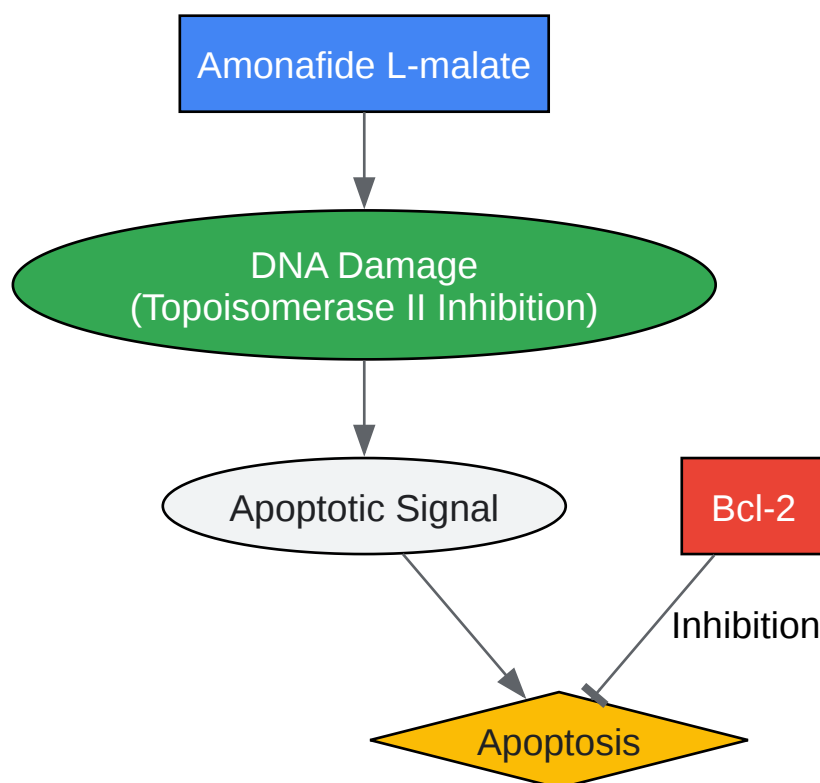 Amonafide L-malate
DNA Damage
(Topoisomerase II Inhibition)
Apoptotic Signal
Bcl-2
Inhibition
Apoptosis